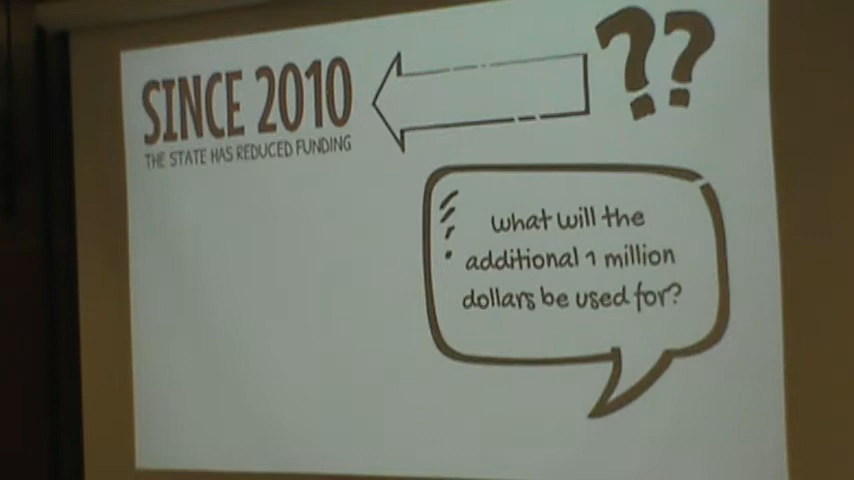 SINCE 2010
THE STATE HAS REDUCED FUNDING
??
what will the
additional 1 million
dollars be used for?